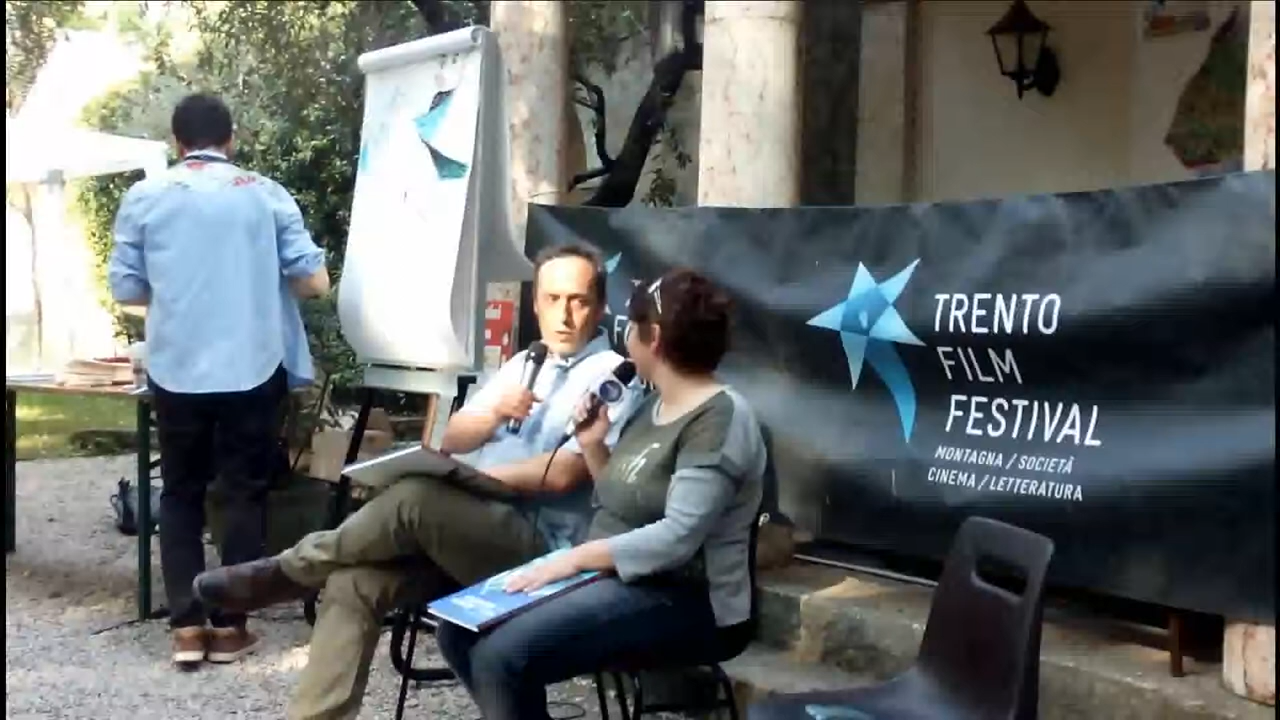 TRENTO
FILM
FESTIVAL
MONTAGNA / SOCIETÀ
CINEMA / LETTERATURA